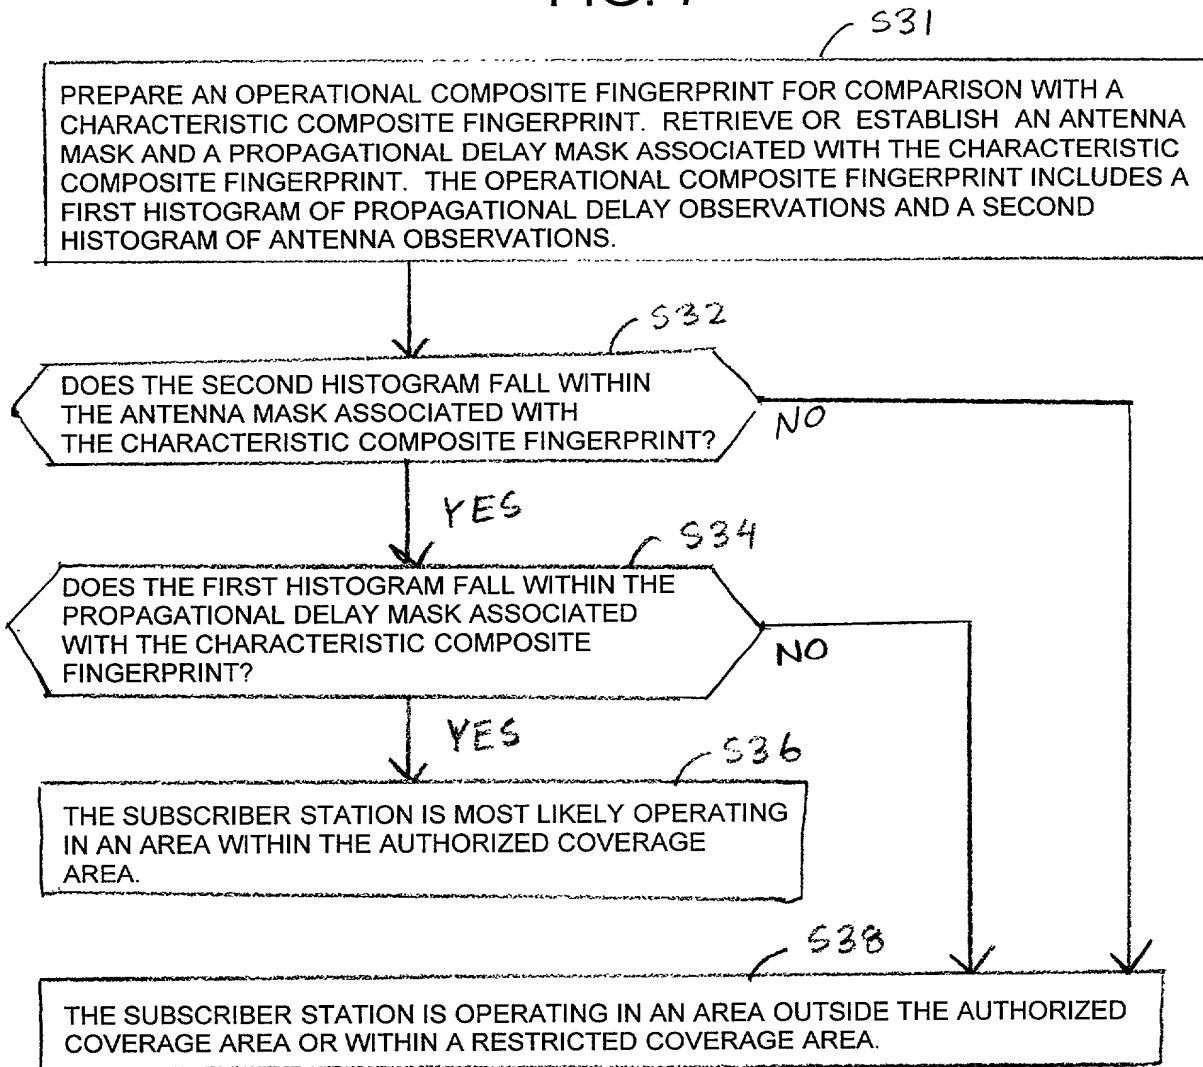 S31
PREPARE AN OPERATIONAL COMPOSITE FINGERPRINT FOR COMPARISON WITH A
CHARACTERISTIC COMPOSITE FINGERPRINT. RETRIEVE OR ESTABLISH AN ANTENNA
MASK AND A PROPAGATIONAL DELAY MASK ASSOCIATED WITH THE CHARACTERISTIC
COMPOSITE FINGERPRINT. THE OPERATIONAL COMPOSITE FINGERPRINT INCLUDES A
FIRST HISTOGRAM OF PROPAGATIONAL DELAY OBSERVATIONS AND A SECOND
HISTOGRAM OF ANTENNA OBSERVATIONS.
S32
DOES THE SECOND HISTOGRAM FALL WITHIN
THE ANTENNA MASK ASSOCIATED WITH
THE CHARACTERISTIC COMPOSITE FINGERPRINT?
NO
YES
S34
DOES THE FIRST HISTOGRAM FALL WITHIN THE
PROPAGATIONAL DELAY MASK ASSOCIATED
WITH THE CHARACTERISTIC COMPOSITE
FINGERPRINT?
NO
YES
S36
THE SUBSCRIBER STATION IS MOST LIKELY OPERATING
IN AN AREA WITHIN THE AUTHORIZED COVERAGE
AREA.
S38
THE SUBSCRIBER STATION IS OPERATING IN AN AREA OUTSIDE THE AUTHORIZED
COVERAGE AREA OR WITHIN A RESTRICTED COVERAGE AREA.